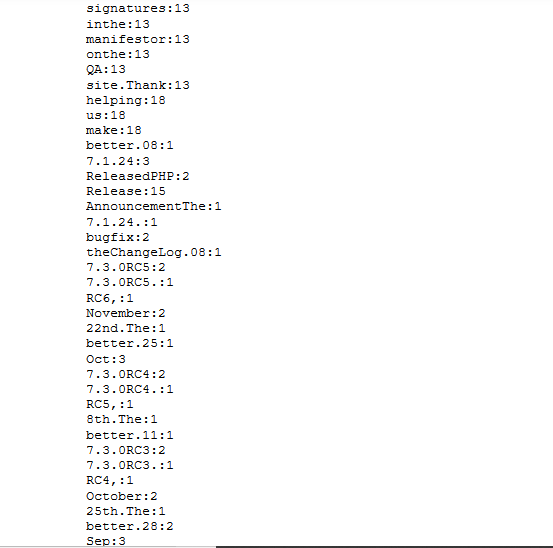 signatures:13
inthe:13
manifestor:13
onthe:13
QA:13
site.Thank:13
helping:18
us:18
make:18
better.08:1
7.1.24:3
ReleasedPHP:2
Release:15
AnnouncementThe:1
7.1.24.:1
bugfix:2
theChangeLog.08:1
7.3.0RC5:2
7.3.0RC5.:1
RC6,:1
November:2
22nd.The:1
better.25:1
Oct:3
7.3.0RC4:2
7.3.0RC4.:1
RC5,:1
8th.The:1
better.11:1
7.3.0RC3:2
7.3.0RC3.:1
RC4,:1
October:2
25th.The:1
better.28:2
Sep:3